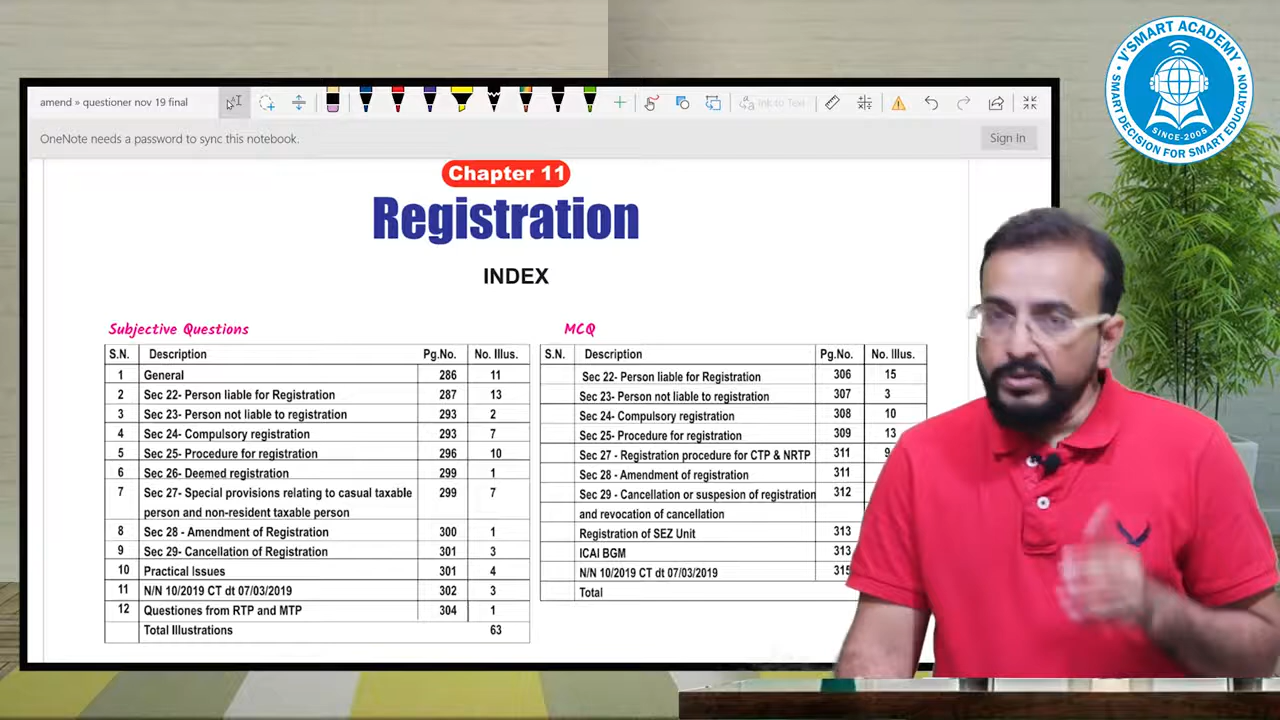 V'SMART ACADEMY
SMART DECISION FOR SMART EDUCATION
SINCE-2005
amend » questioner nov 19 final
Ink to Text
OneNote needs a password to sync this notebook.
Sign In
Chapter 11
Registration
INDEX
Subjective Questions
S.N. Description Pg.No. No. Illus.
1 General 286 11
2 Sec 22- Person liable for Registration 287 13
3 Sec 23- Person not liable to registration 293 2
4 Sec 24- Compulsory registration 293 7
5 Sec 25- Procedure for registration 296 10
6 Sec 26- Deemed registration 299 1
7 Sec 27- Special provisions relating to casual taxable 299 7
person and non-resident taxable person
8 Sec 28 - Amendment of Registration 300 1
9 Sec 29- Cancellation of Registration 301 3
10 Practical Issues 301 4
11 N/N 10/2019 CT dt 07/03/2019 302 3
12 Questiones from RTP and MTP 304 1
Total Illustrations 63
MCQ
S.N. Description Pg.No. No. Illus.
Sec 22- Person liable for Registration 306 15
Sec 23- Person not liable to registration 307 3
Sec 24- Compulsory registration 308 10
Sec 25- Procedure for registration 309 13
Sec 27 - Registration procedure for CTP & NRTP 311 9
Sec 28 - Amendment of registration 311
Sec 29 - Cancellation or suspesion of registration 312
and revocation of cancellation
Registration of SEZ Unit 313
ICAI BGM 313
N/N 10/2019 CT dt 07/03/2019 315
Total